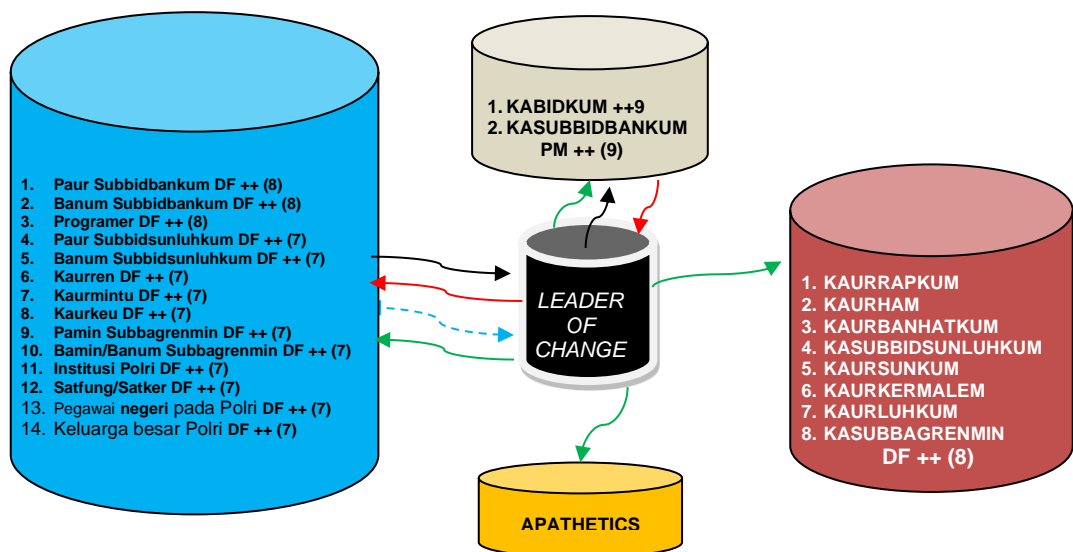 1. KABIDKUM ++9
2. KASUBBIDBANKUM
PM ++ (9)
1. Paur Subbidbankum DF ++ (8)
2. Banum Subbidbankum DF ++ (8)
3. Programer DF ++ (8)
4. Paur Subbidsunluhkum DF ++ (7)
5. Banum Subbidsunluhkum DF ++ (7)
6. Kaurren DF ++ (7)
7. Kaurmintu DF ++ (7)
8. Kaurkeu DF ++ (7)
9. Pamin Subbagrenmin DF ++ (7)
10. Bamin/Banum Subbagrenmin DF ++ (7)
11. Institusi Polri DF ++ (7)
12. Satfung/Satker DF ++ (7)
13. Pegawai negeri pada Polri DF ++ (7)
14. Keluarga besar Polri DF ++ (7)
LEADER
OF
CHANGE
1. KAURRAPKUM
2. KAURHAM
3. KAURBANHATKUM
4. KASUBBIDSUNLUHKUM
5. KAURSUNKUM
6. KAURKERMALEM
7. KAURLUHKUM
8. KASUBBAGRENMIN
DF ++ (8)
APATHETICS